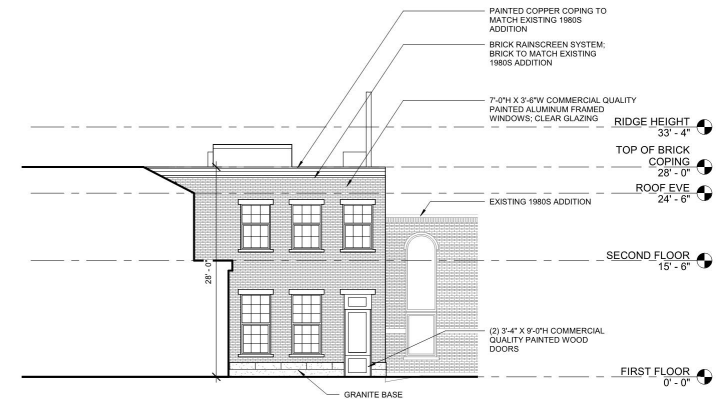 PAINTED COPPER COPING TO
MATCH EXISTING 1980S
ADDITION
BRICK RAINSCREEN SYSTEM;
BRICK TO MATCH EXISTING
1980S ADDITION
7'-0"H X 3'-6"W COMMERCIAL QUALITY
PAINTED ALUMINUM FRAMED
WINDOWS; CLEAR GLAZING
RIDGE HEIGHT
33' - 4"
TOP OF BRICK
COPING
28' - 0"
ROOF EVE
24' - 6"
EXISTING 1980S ADDITION
SECOND FLOOR
15' - 6"
28' - 0"
(2) 3'-4" X 9'-0"H COMMERCIAL
QUALITY PAINTED WOOD
DOORS
FIRST FLOOR
0' - 0"
GRANITE BASE